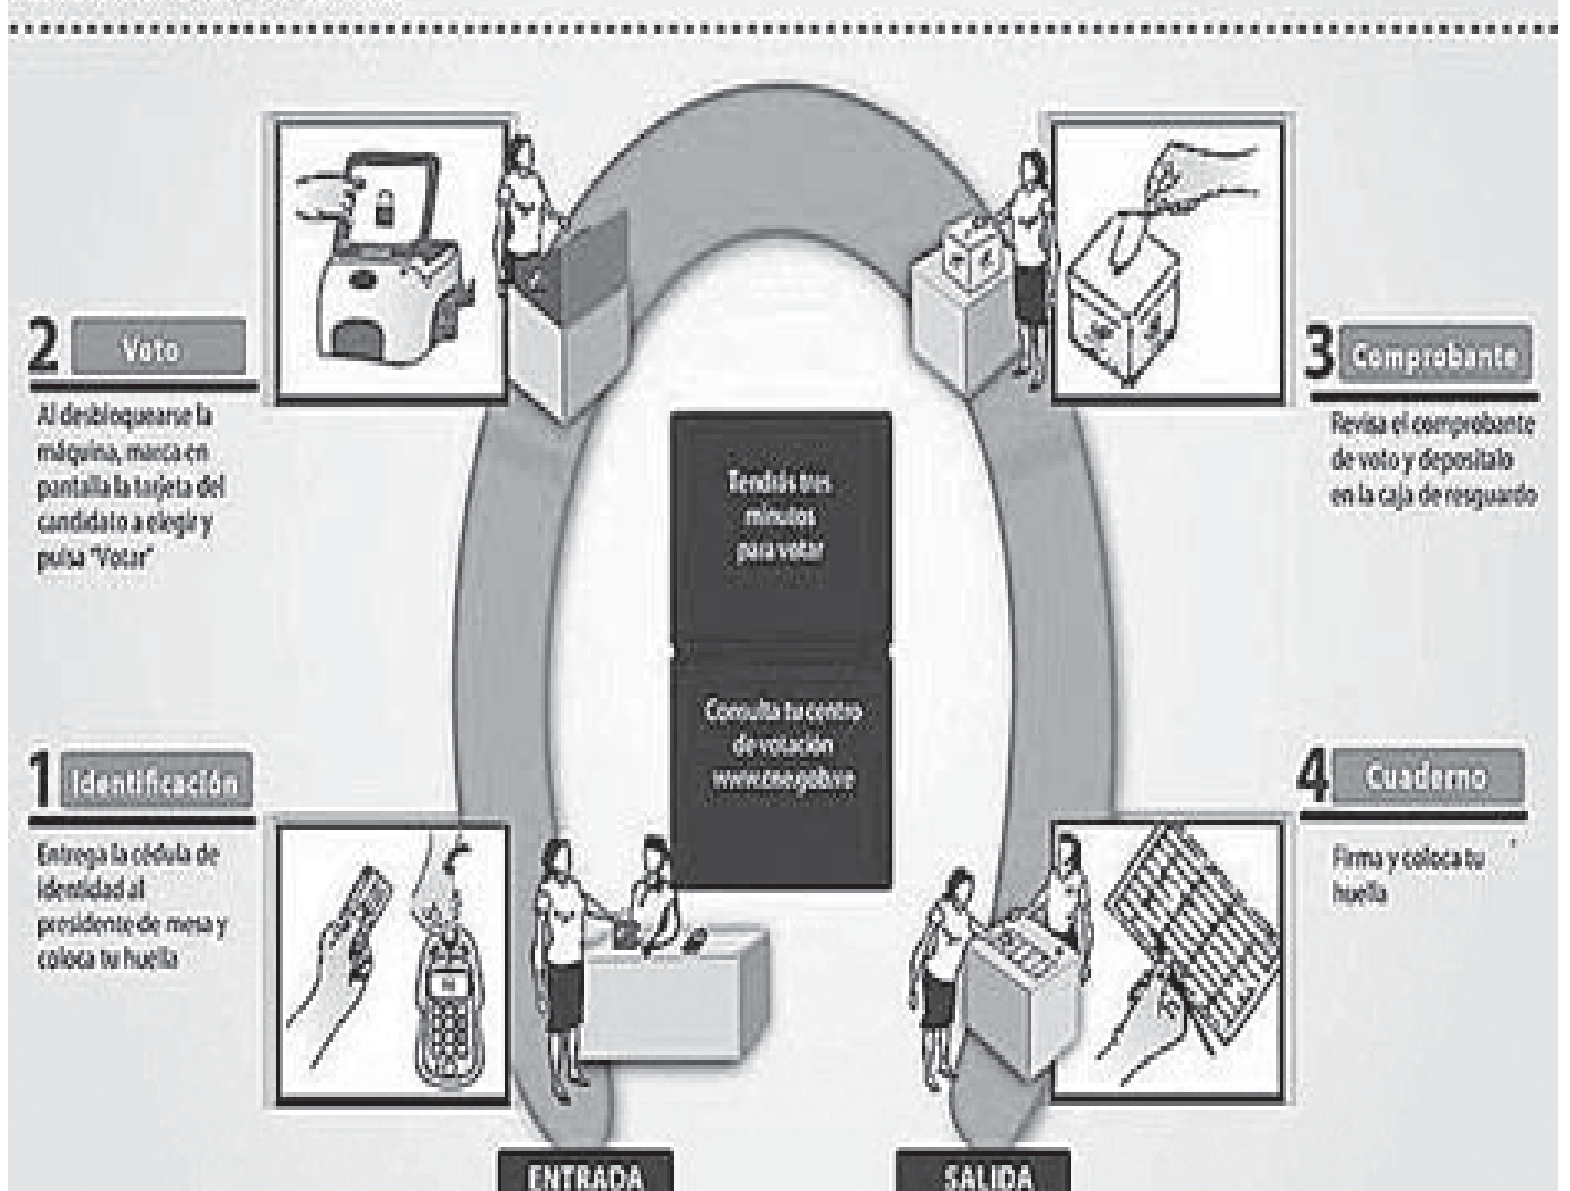 2 Voto
Al desbloquearse la
máquina, marca en
pantalla la tarjeta del
candidato a elegir y
pulsa "Votar"
3 Comprobante
Revisa el comprobante
de voto y deposítalo
en la caja de resguardo
Tendrás tres
minutos
para votar
Consulta tu centro
de votación
www.cne.gob.ve
1 Identificación
Entrega la cédula de
identidad al
presidente de mesa y
coloca tu huella
4 Cuaderno
Firma y coloca tu
huella
ENTRADA
SALIDA